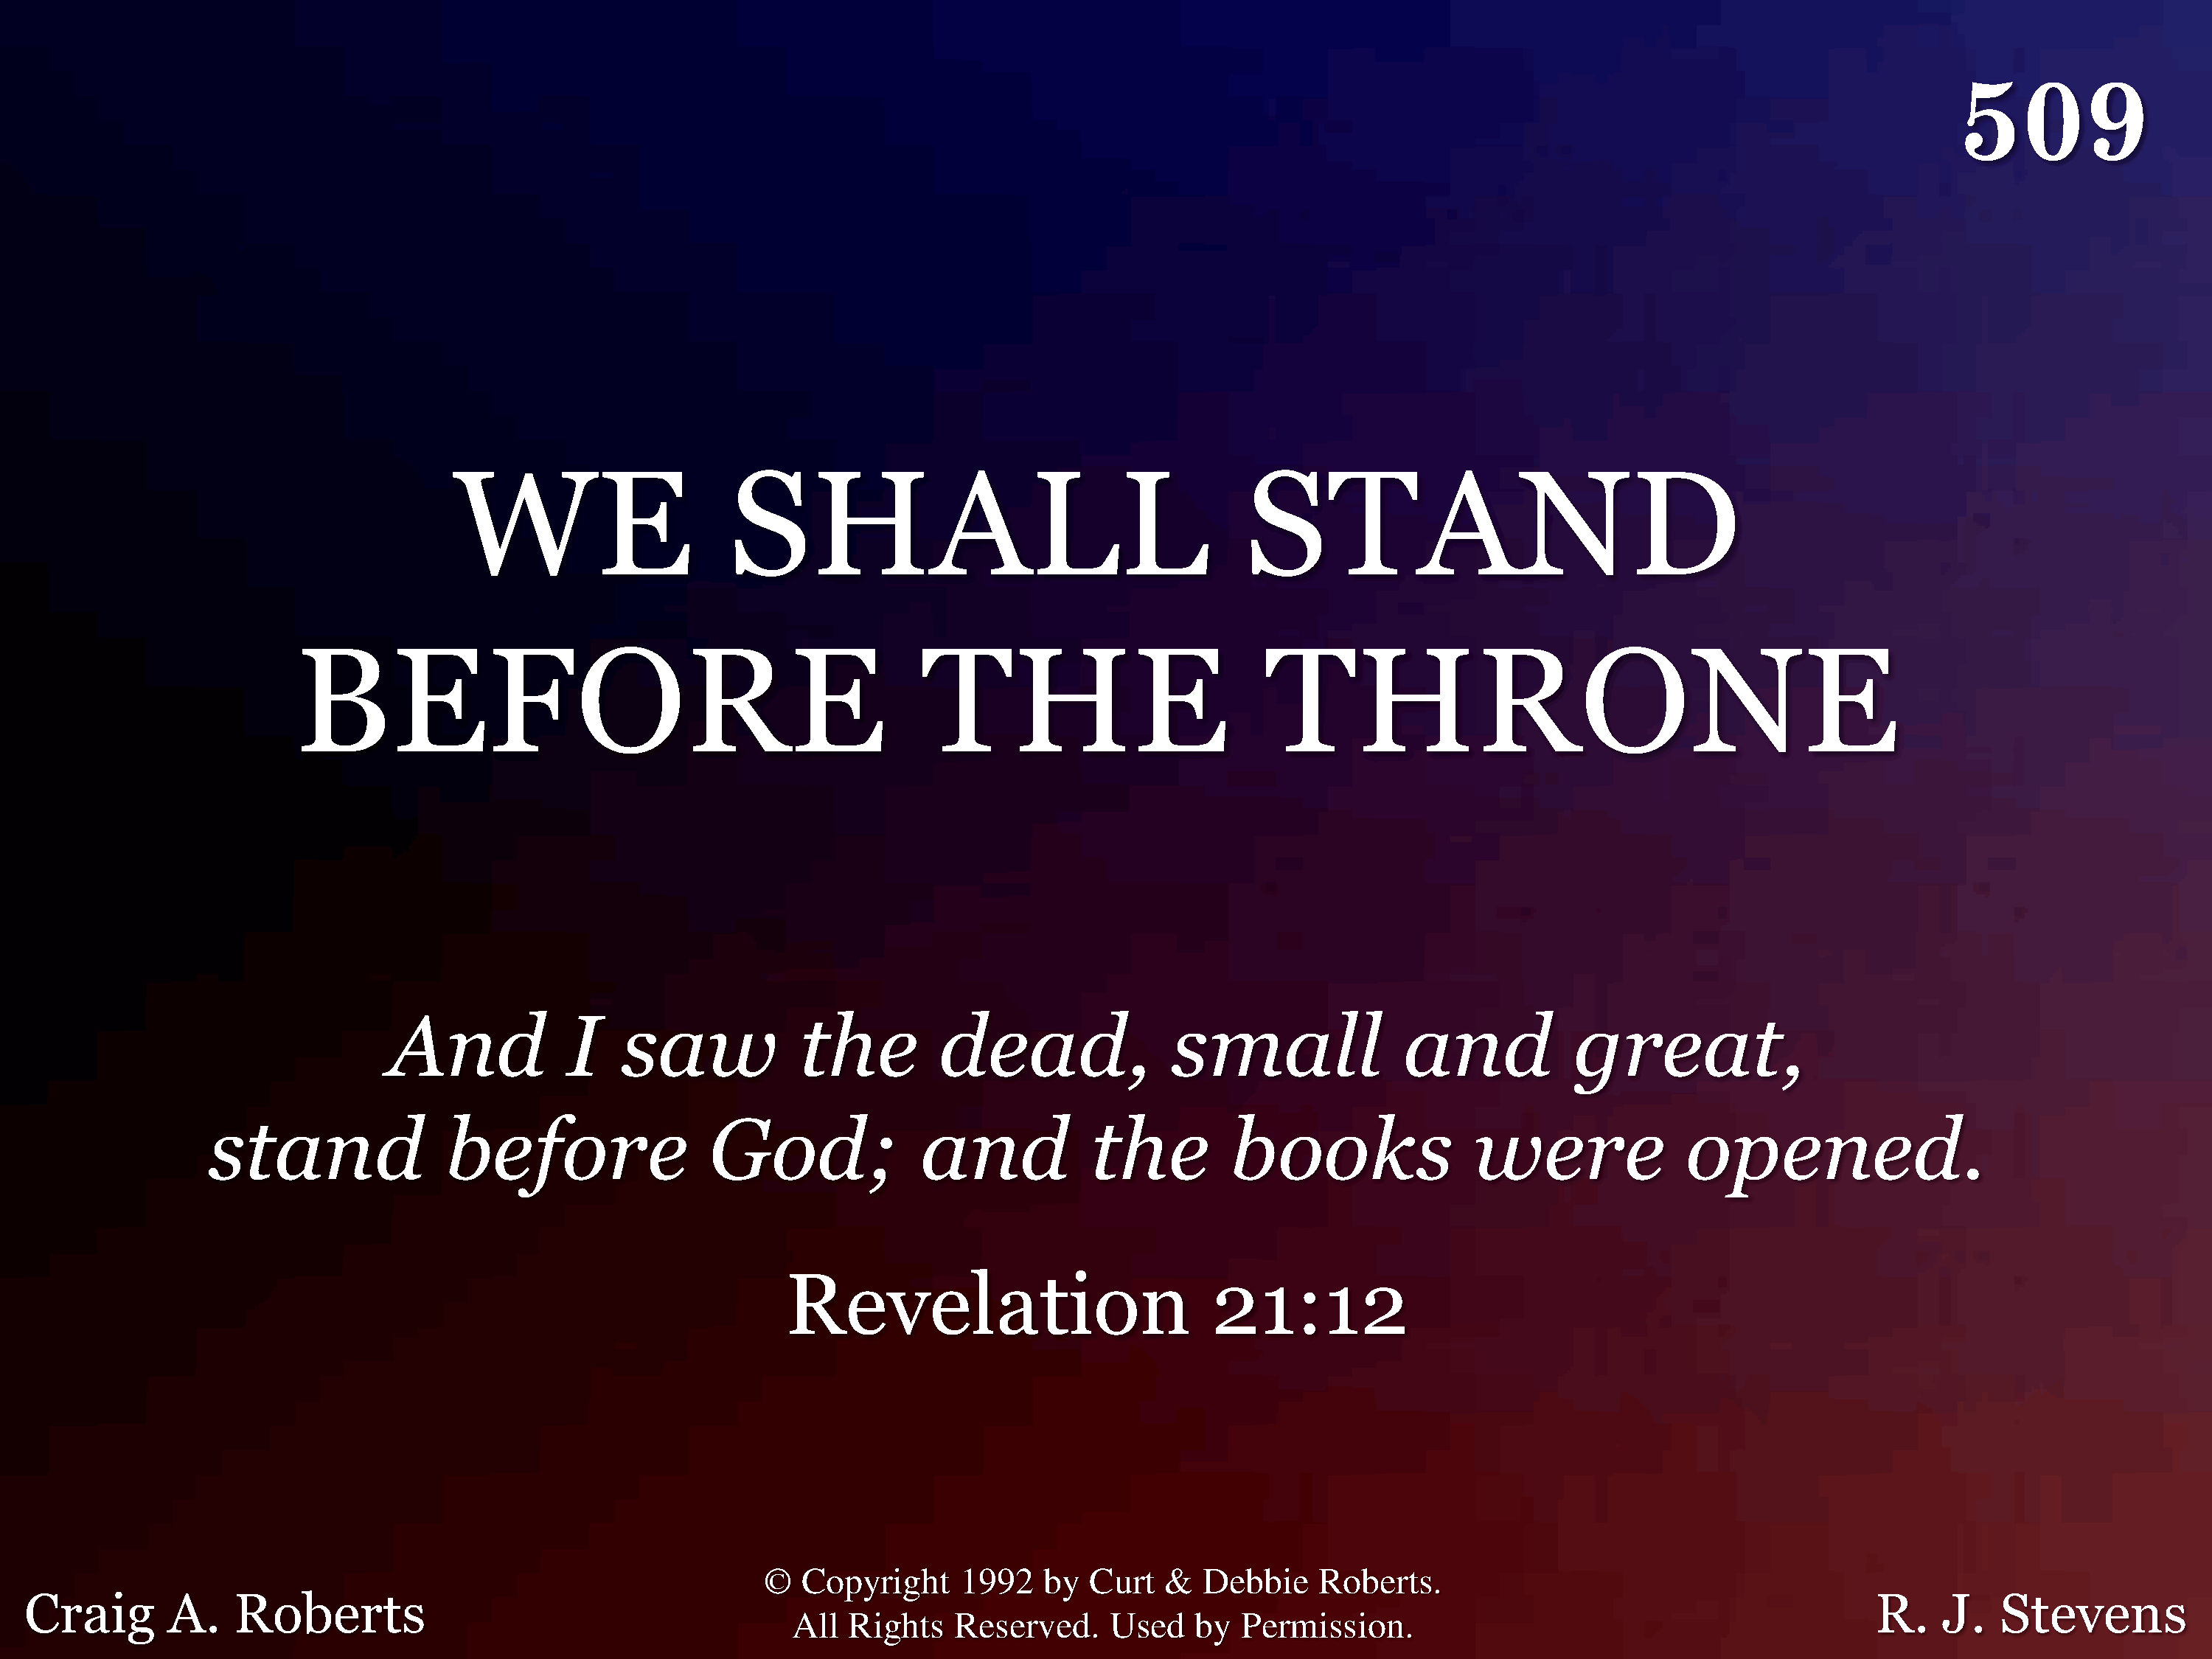 509
WE SHALL STAND
BEFORE THE THRONE
And I saw the dead, small and great,
stand before God; and the books were opened.
Revelation 21:12
Craig A. Roberts
© Copyright 1992 by Curt & Debbie Roberts.
All Rights Reserved. Used by Permission.
R. J. Stevens